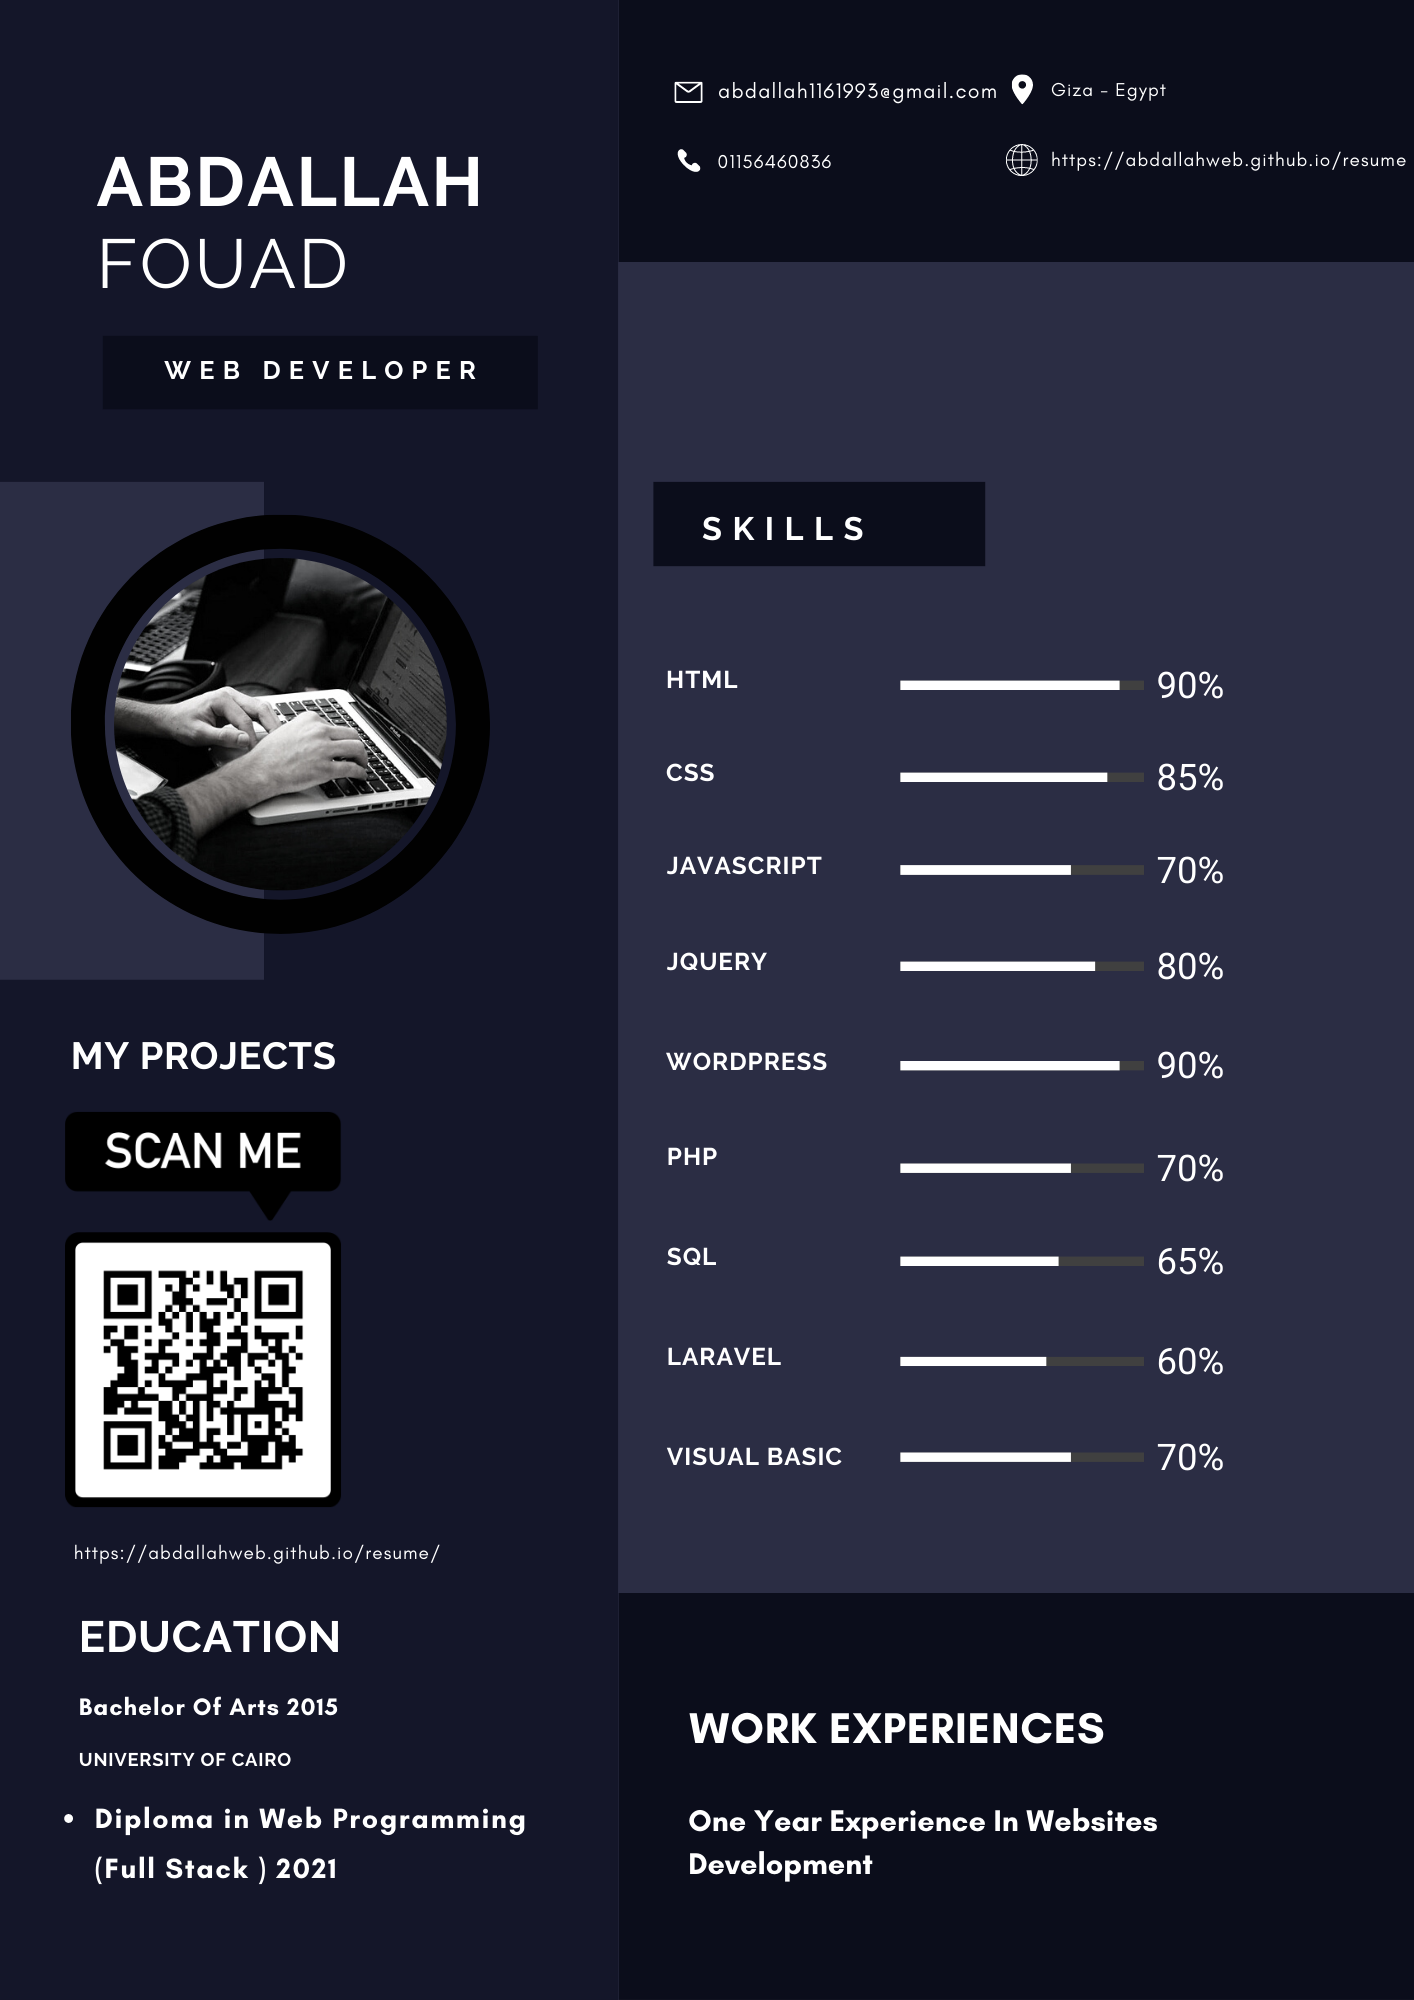 ABDALLAH
FOUAD
WEB DEVELOPER
abdallah1161993@gmail.com
Giza - Egypt
01156460836
https://abdallahweb.github.io/resume
SKILLS
HTML 90%
CSS 85%
JAVASCRIPT 70%
JQUERY 80%
WORDPRESS 90%
PHP 70%
SQL 65%
LARAVEL 60%
VISUAL BASIC 70%
MY PROJECTS
SCAN ME
https://abdallahweb.github.io/resume/
EDUCATION
Bachelor Of Arts 2015
UNIVERSITY OF CAIRO
• Diploma in Web Programming
(Full Stack ) 2021
WORK EXPERIENCES
One Year Experience In Websites
Development